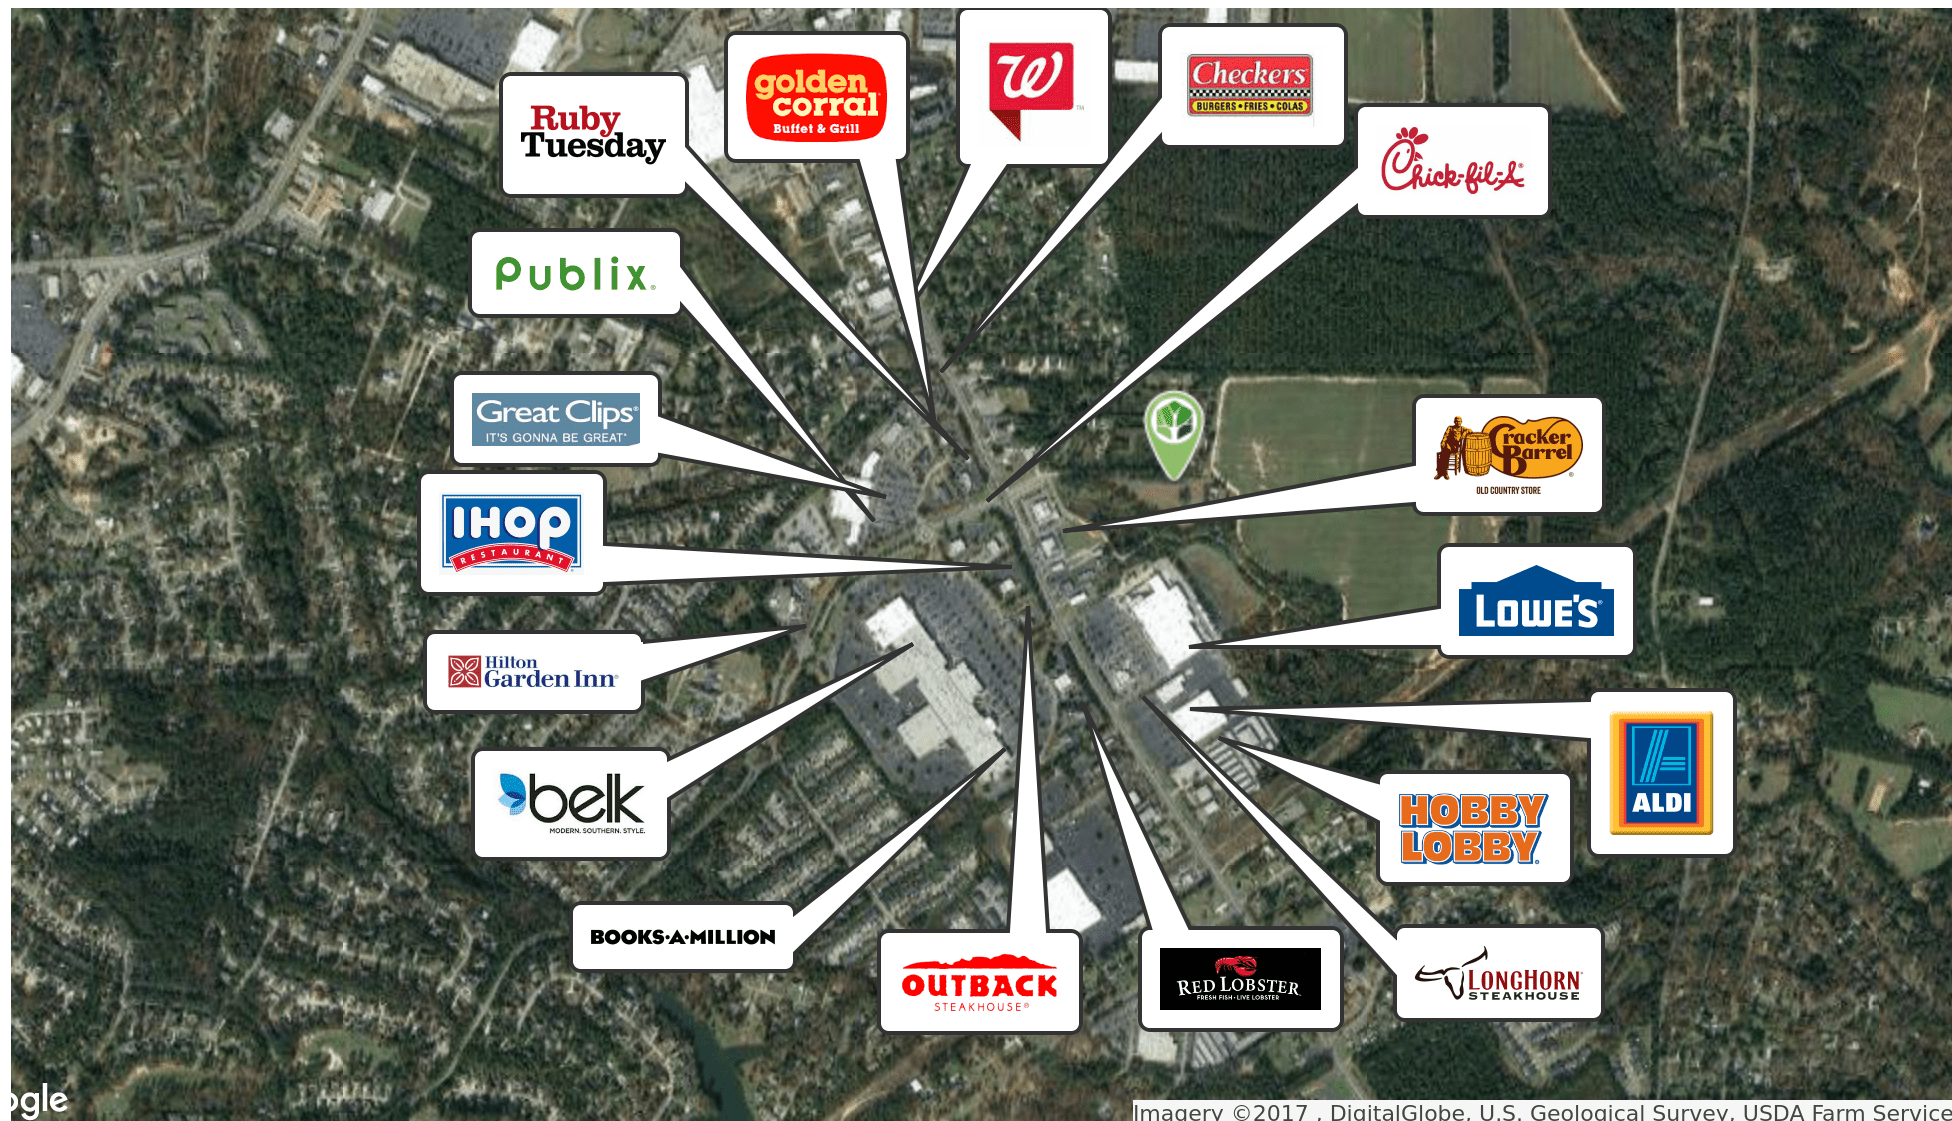 golden
corral
Buffet & Grill
W
TM
Checkers
BURGERS • FRIES • COLAS
Ruby
Tuesday
Chick-fil-A
Publix
Great Clips
IT'S GONNA BE GREAT
Cracker
Barrel
OLD COUNTRY STORE
IHOP
RESTAURANT
LOWE'S
Hilton
Garden Inn
ALDI
belk
MODERN. SOUTHERN. STYLE.
HOBBY
LOBBY
BOOKS·A·MILLION
OUTBACK
STEAKHOUSE®
RED LOBSTER
FRESH FISH • LIVE LOBSTER
LONGHORN
STEAKHOUSE
ogle
Imagery ©2017 , DigitalGlobe, U.S. Geological Survey, USDA Farm Service